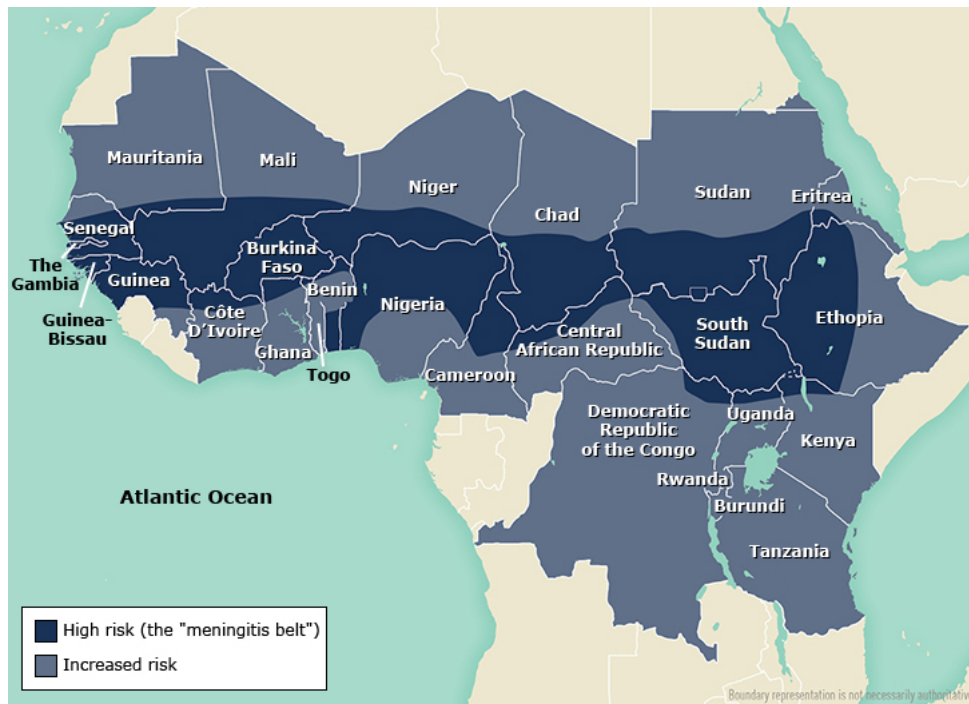 Mauritania
Mali
Niger
Chad
Sudan
Eritrea
Senegal
The
Gambia
Guinea
Guinea-
Bissau
Burkina
Faso
Benin
Nigeria
Côte
D'Ivoire
Ghana
Togo
Cameroon
Central
African Republic
South
Sudan
Ethopia
Democratic
Republic
of the Congo
Uganda
Kenya
Rwanda
Burundi
Tanzania
Atlantic Ocean
High risk (the "meningitis belt")
Increased risk
Boundary representation is not necessarily authoritative